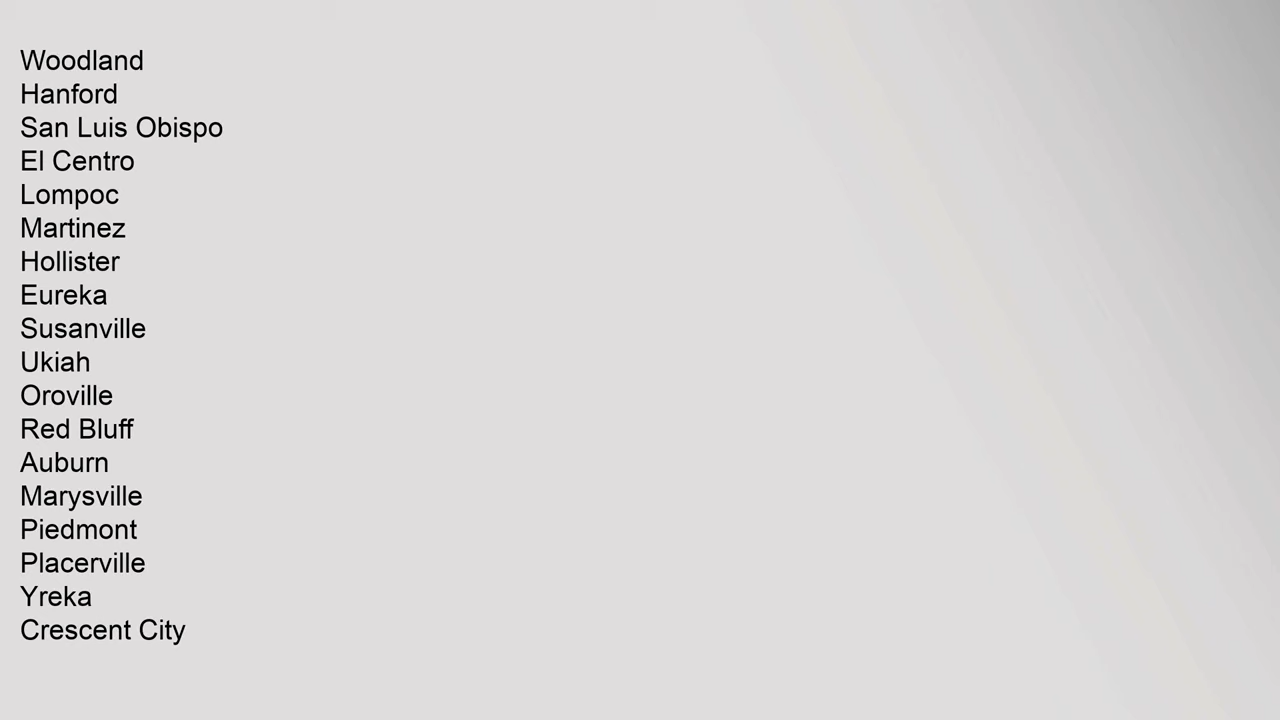 Woodland
Hanford
San Luis Obispo
El Centro
Lompoc
Martinez
Hollister
Eureka
Susanville
Ukiah
Oroville
Red Bluff
Auburn
Marysville
Piedmont
Placerville
Yreka
Crescent City